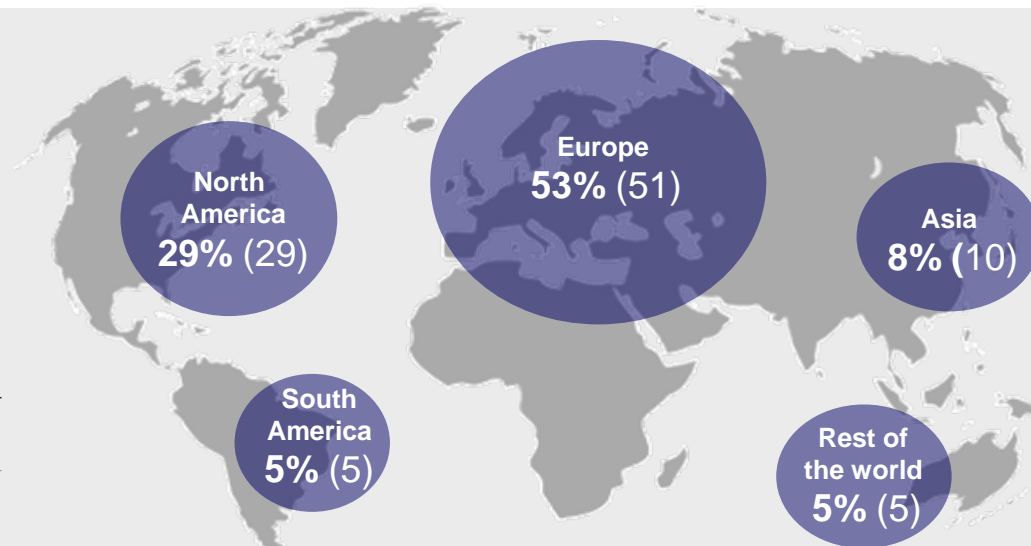 Europe
53% (51)
North
America
29% (29)
Asia
8% (10)
South
America
5% (5)
Rest of
the world
5% (5)